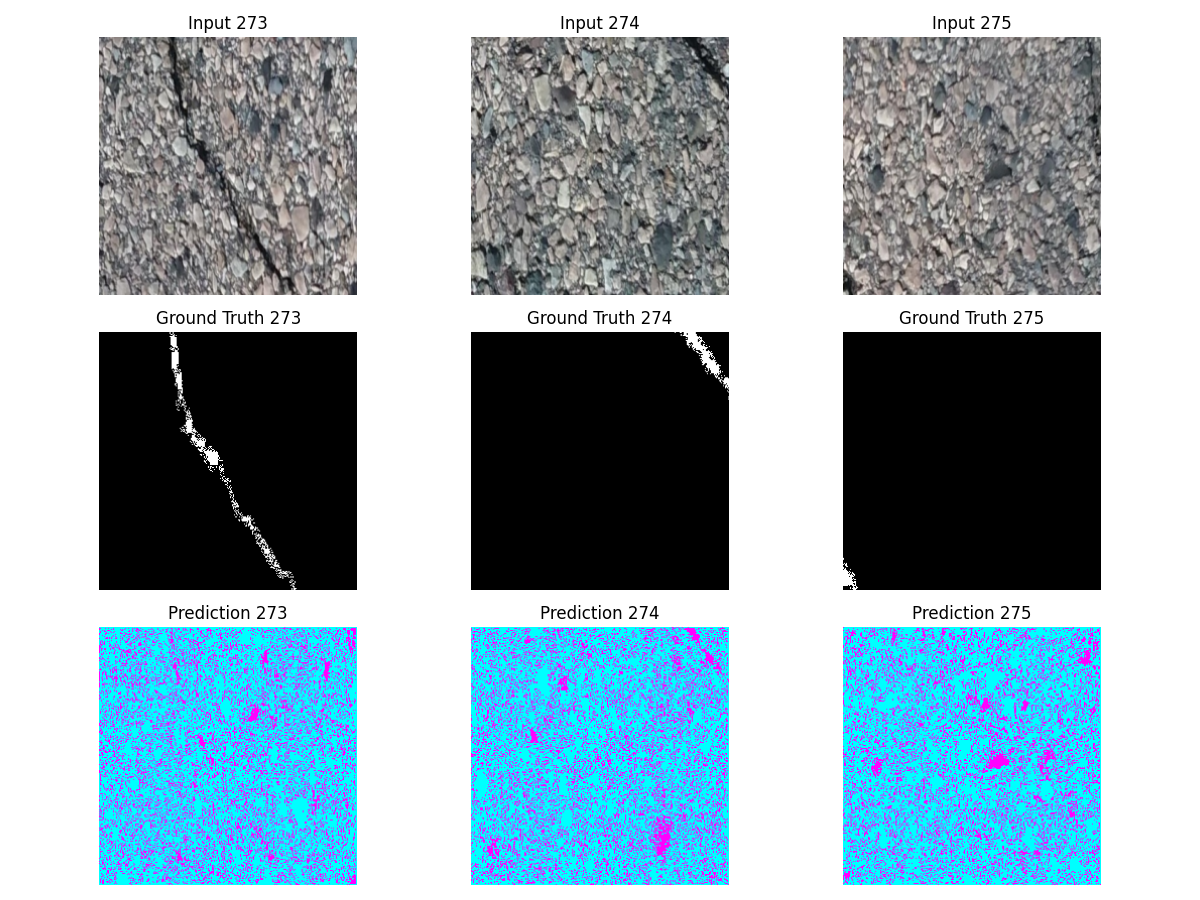 Input 273
Input 274
Input 275
Ground Truth 273
Ground Truth 274
Ground Truth 275
Prediction 273
Prediction 274
Prediction 275